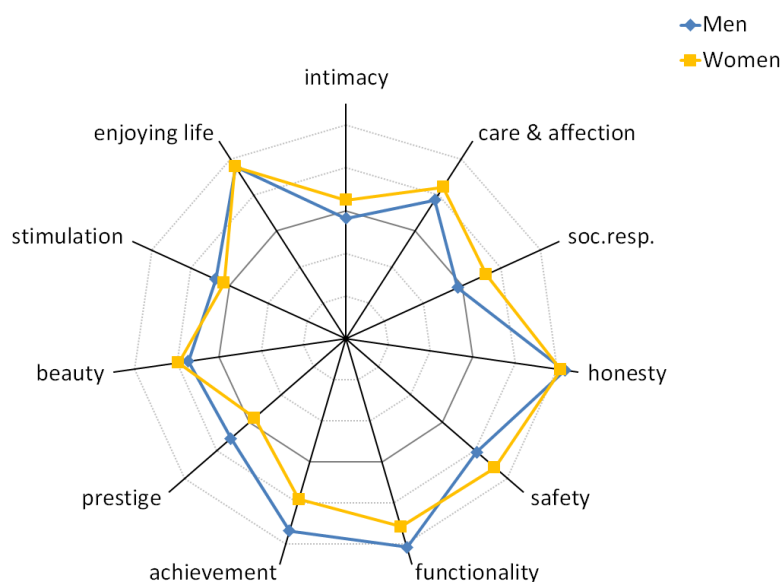 Men
Women
intimacy
enjoying life
care & affection
stimulation
soc.resp.
beauty
honesty
prestige
safety
achievement
functionality